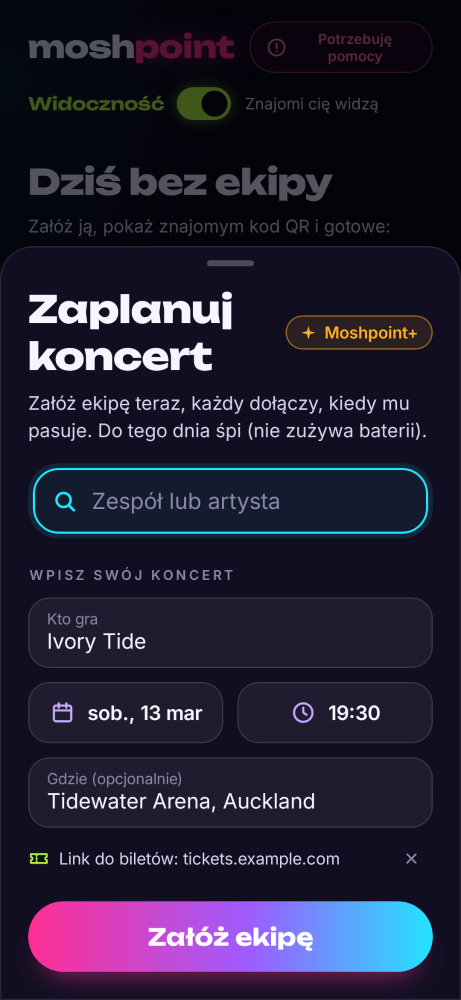 moshpoint
Potrzebuję
pomocy
Widoczność
Znajomi cię widzą
Dziś bez ekipy
Załóż ją, pokaż znajomym kod QR i gotowe:
Zaplanuj
koncert
Moshpoint+
Załóż ekipę teraz, każdy dołączy, kiedy mu
pasuje. Do tego dnia śpi (nie zużywa baterii).
Zespół lub artysta
WPISZ SWÓJ KONCERT
Kto gra
Ivory Tide
sob., 13 mar
19:30
Gdzie (opcjonalnie)
Tidewater Arena, Auckland
Link do biletów: tickets.example.com
Załóż ekipę